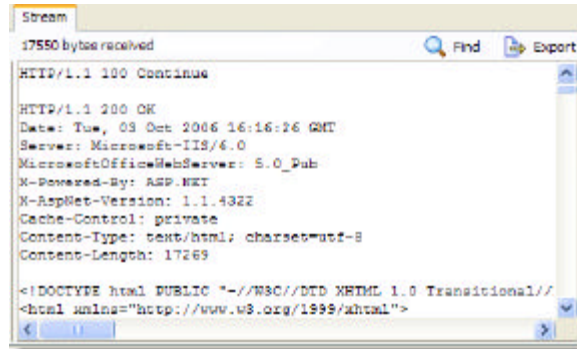 Stream
17550 bytes received Find Export
HTTP/1.1 100 Continue
HTTP/1.1 200 OK
Date: Tue, 03 Oct 2006 16:16:26 GMT
Server: Microsoft-IIS/6.0
MicrosoftOfficeWebServer: 5.0_Pub
X-Powered-By: ASP.NET
X-AspNet-Version: 1.1.4322
Cache-Control: private
Content-Type: text/html; charset=utf-8
Content-Length: 17269
<!DOCTYPE html PUBLIC "-//W3C//DTD XHTML 1.0 Transitional//
<html xmlns="http://www.w3.org/1999/xhtml">